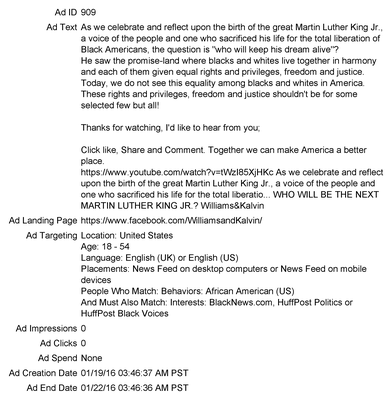 Ad ID 909
Ad Text As we celebrate and reflect upon the birth of the great Martin Luther King Jr.,
a voice of the people and one who sacrificed his life for the total liberation of
Black Americans, the question is "who will keep his dream alive"?
He saw the promise-land where blacks and whites live together in harmony
and each of them given equal rights and privileges, freedom and justice.
Today, we do not see this equality among blacks and whites in America.
These rights and privileges, freedom and justice shouldn't be for some
selected few but all!
Thanks for watching, I'd like to hear from you;
Click like, Share and Comment. Together we can make America a better
place.
https://www.youtube.com/watch?v=tWzI85XjHKc As we celebrate and reflect
upon the birth of the great Martin Luther King Jr., a voice of the people and
one who sacrificed his life for the total liberatio... WHO WILL BE THE NEXT
MARTIN LUTHER KING JR.? Williams&Kalvin
Ad Landing Page https://www.facebook.com/WilliamsandKalvin/
Ad Targeting Location: United States
Age: 18 - 54
Language: English (UK) or English (US)
Placements: News Feed on desktop computers or News Feed on mobile
devices
People Who Match: Behaviors: African American (US)
And Must Also Match: Interests: BlackNews.com, HuffPost Politics or
HuffPost Black Voices
Ad Impressions 0
Ad Clicks 0
Ad Spend None
Ad Creation Date 01/19/16 03:46:37 AM PST
Ad End Date 01/22/16 03:46:36 AM PST